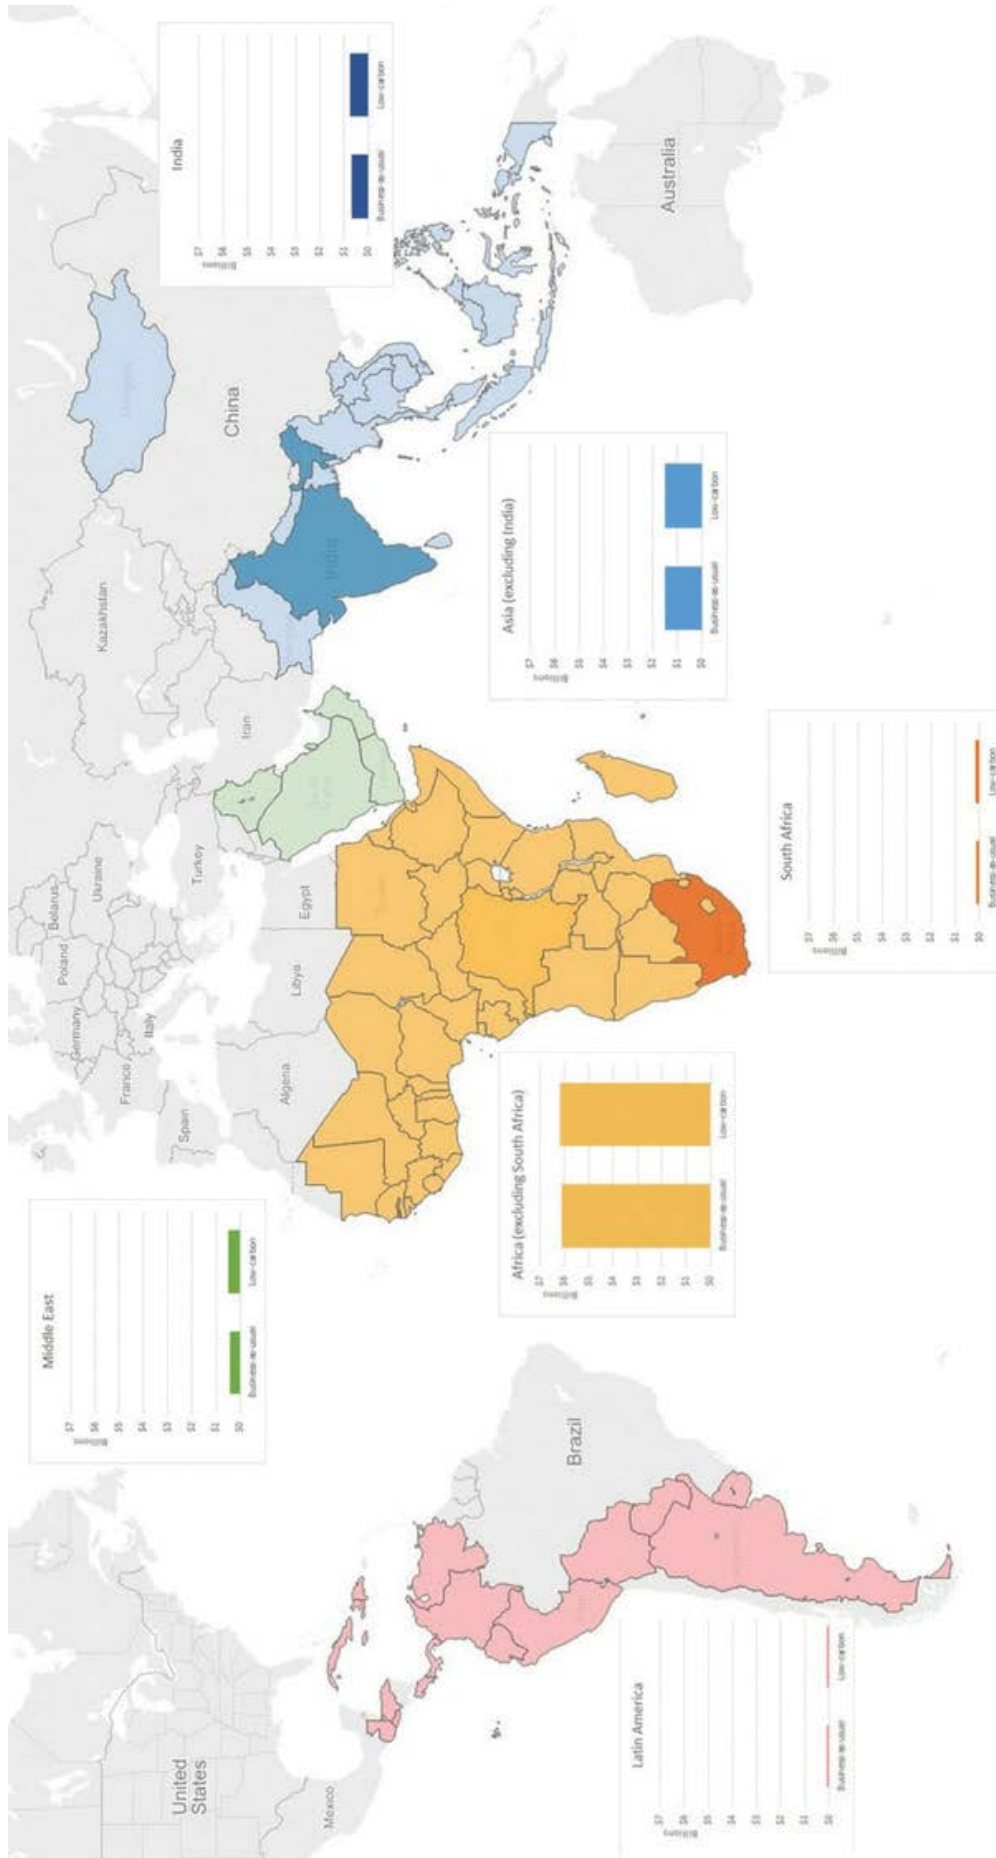 Middle East
Billions
$7
$6
$5
$4
$3
$2
$1
$0
Business-as-usual
Low-carbon
India
Billions
$7
$6
$5
$4
$3
$2
$1
$0
Business-as-usual
Low-carbon
United
States
Mexico
Brazil
Spain
France
Germany
Italy
Poland
Belarus
Ukraine
Turkey
Algeria
Libya
Egypt
Iran
Kazakhstan
China
India
Australia
Latin America
Billions
$7
$6
$5
$4
$3
$2
$1
$0
Business-as-usual
Low-carbon
Africa (excluding South Africa)
Billions
$7
$6
$5
$4
$3
$2
$1
$0
Business-as-usual
Low-carbon
Asia (excluding India)
Billions
$7
$6
$5
$4
$3
$2
$1
$0
Business-as-usual
Low-carbon
South Africa
Billions
$7
$6
$5
$4
$3
$2
$1
$0
Business-as-usual
Low-carbon